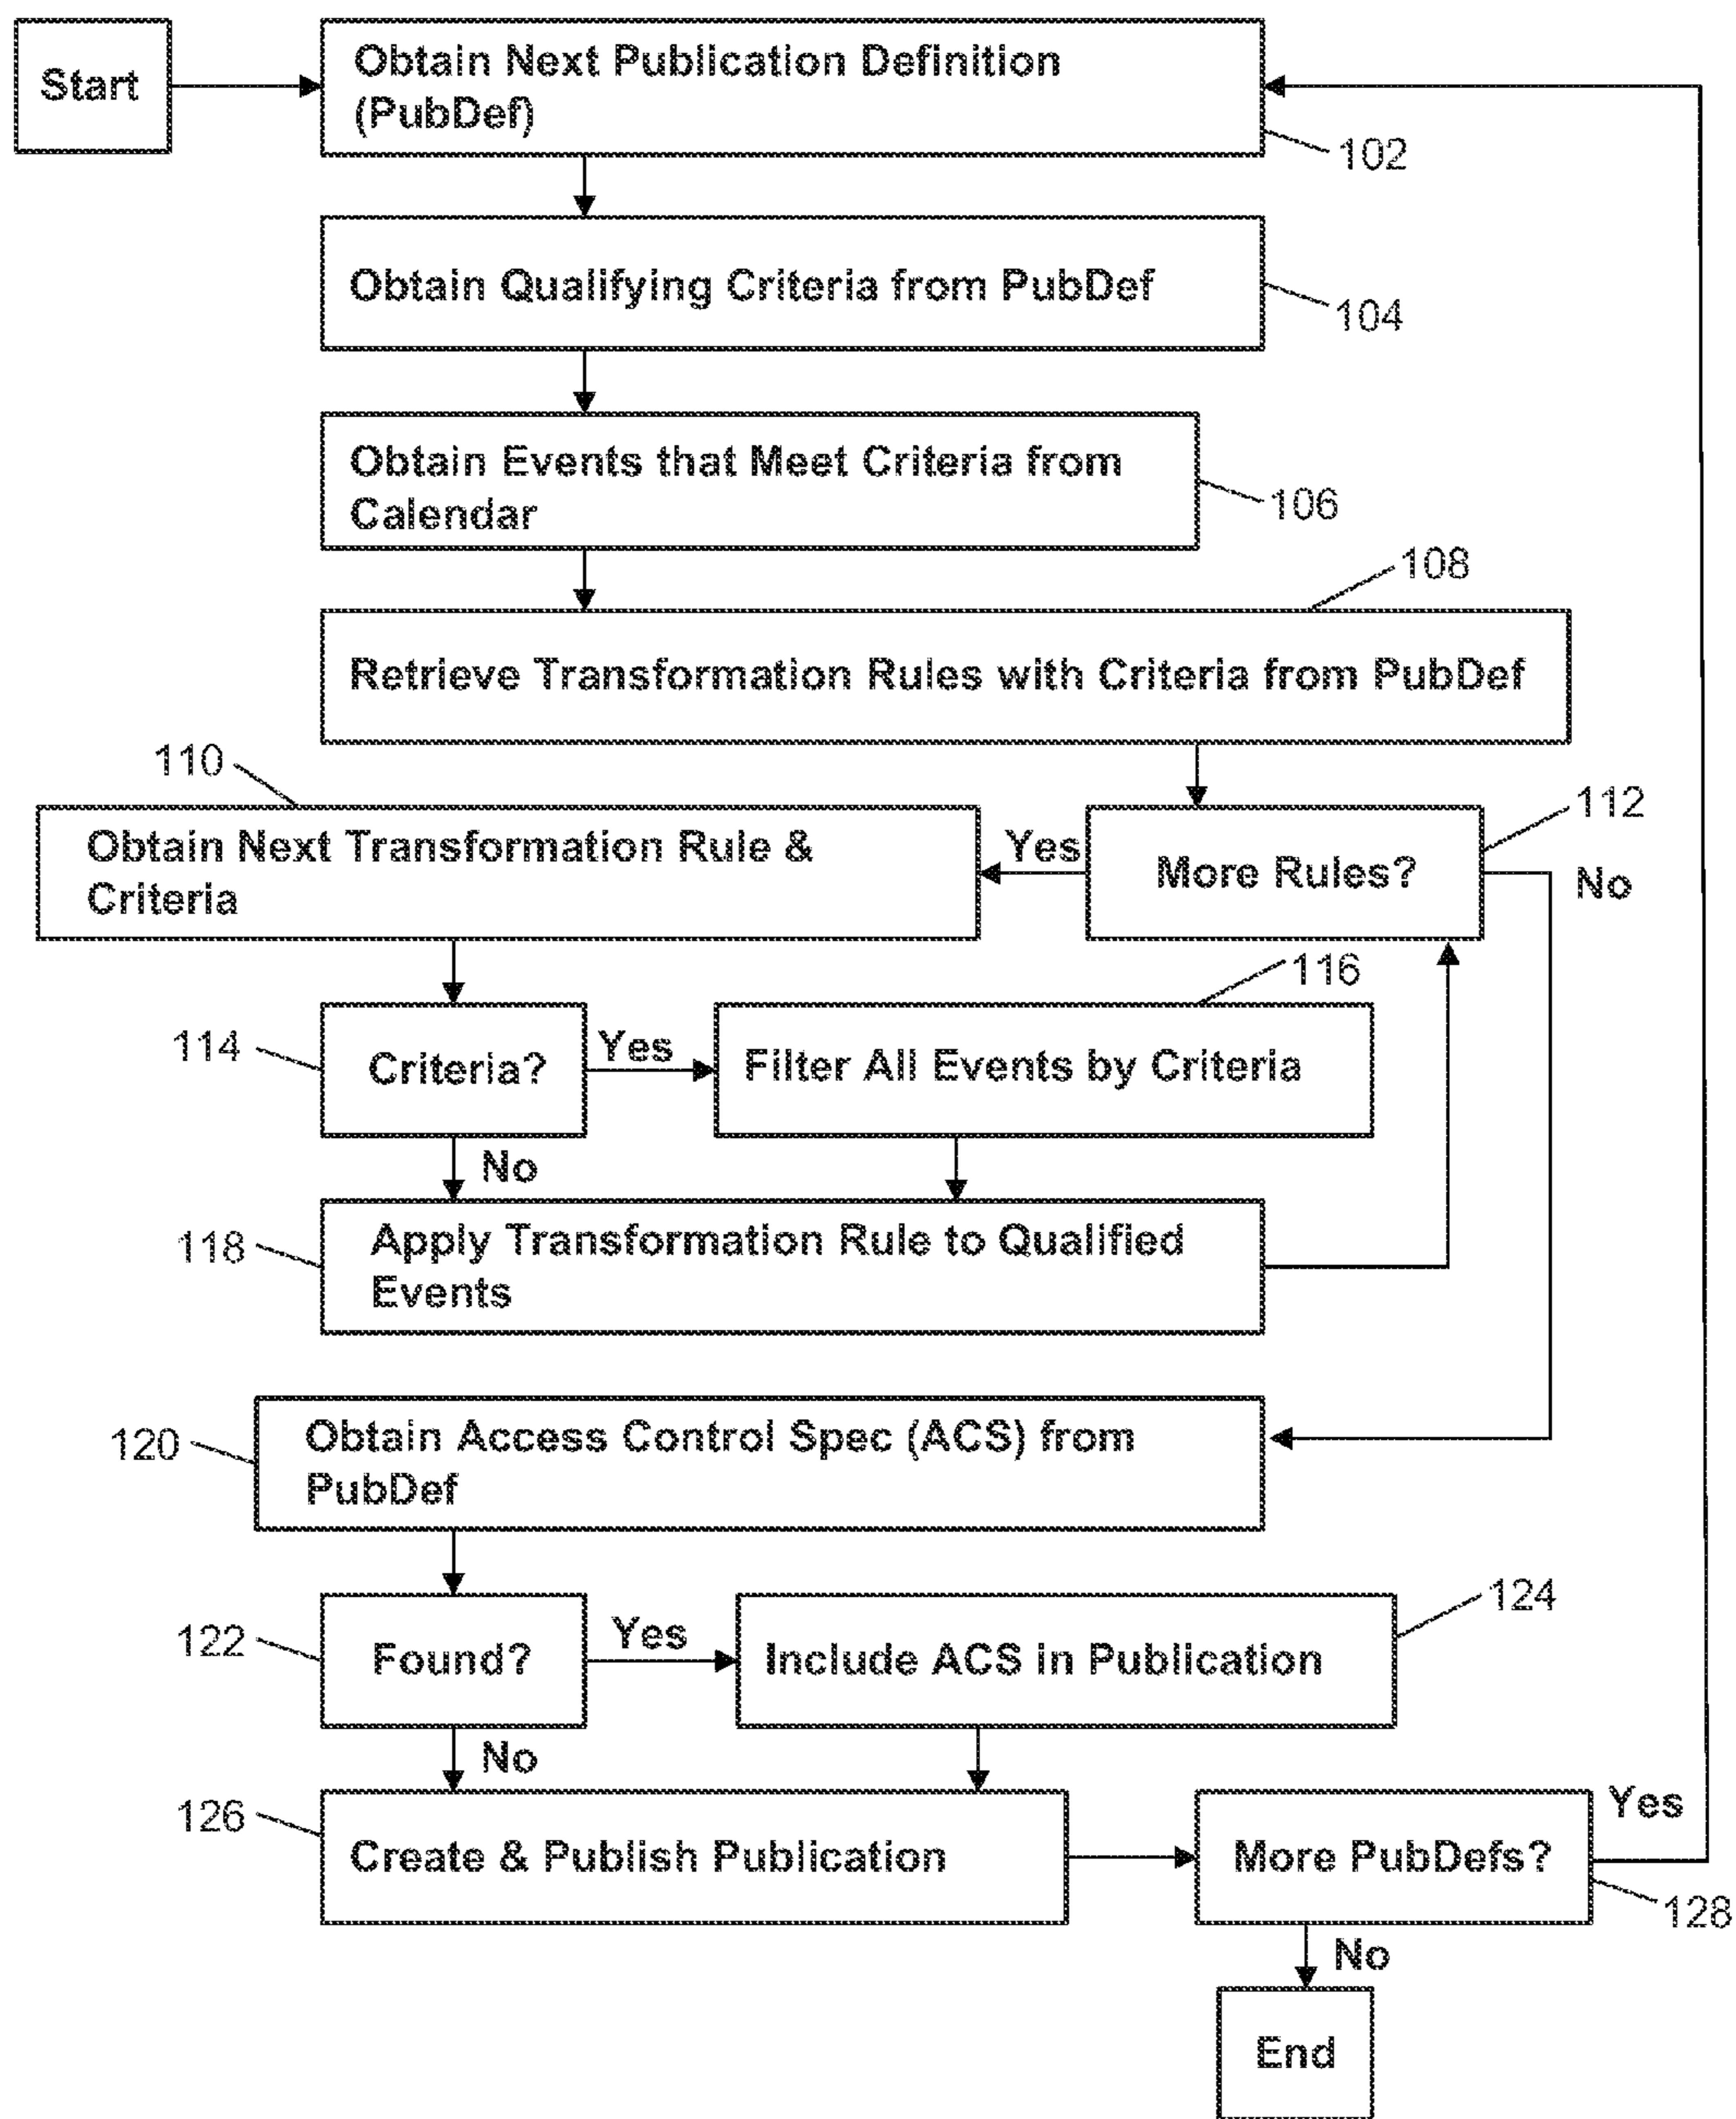 Start
Obtain Next Publication Definition
(PubDef)
102
Obtain Qualifying Criteria from PubDef
104
Obtain Events that Meet Criteria from
Calendar
106
108
Retrieve Transformation Rules with Criteria from PubDef
110
112
Obtain Next Transformation Rule &
Criteria
Yes
More Rules?
No
116
114
Criteria?
Yes
Filter All Events by Criteria
No
118
Apply Transformation Rule to Qualified
Events
120
Obtain Access Control Spec (ACS) from
PubDef
124
122
Found?
Yes
Include ACS in Publication
No
126
Create & Publish Publication
More PubDefs?
Yes
128
No
End